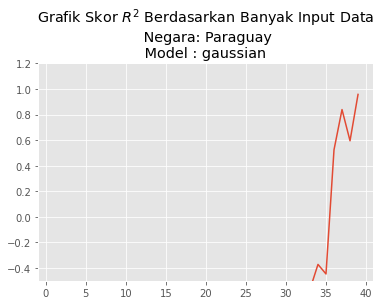 Grafik Skor R² Berdasarkan Banyak Input Data
Negara: Paraguay
Model : gaussian
1.2
1.0
0.8
0.6
0.4
0.2
0.0
−0.2
−0.4
0 5 10 15 20 25 30 35 40